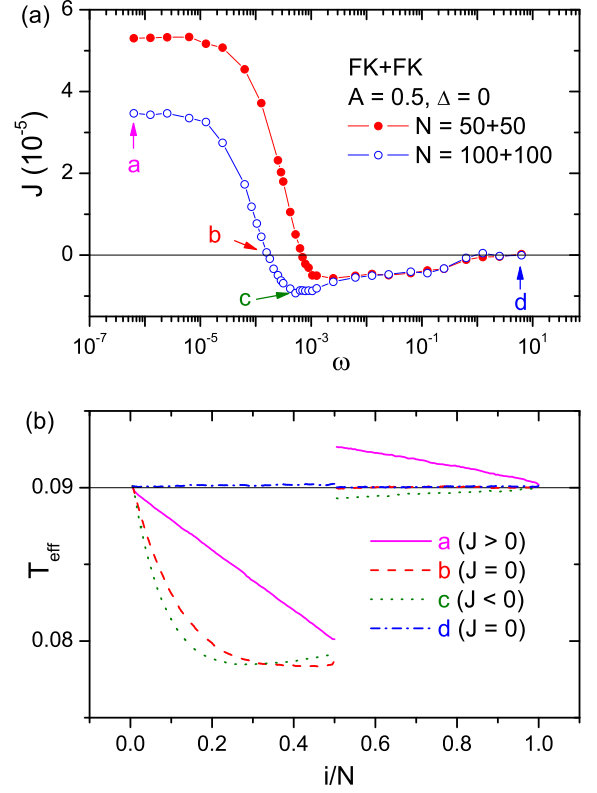 (a)
6
4
2
0
J (10⁻⁵)
FK+FK
A = 0.5, Δ = 0
N = 50+50
N = 100+100
a
b
c
d
10⁻⁷ 10⁻⁵ 10⁻³ 10⁻¹ 10¹
ω
(b)
0.09
0.08
T_eff
a (J > 0)
b (J = 0)
c (J < 0)
d (J = 0)
0.0 0.2 0.4 0.6 0.8 1.0
i/N